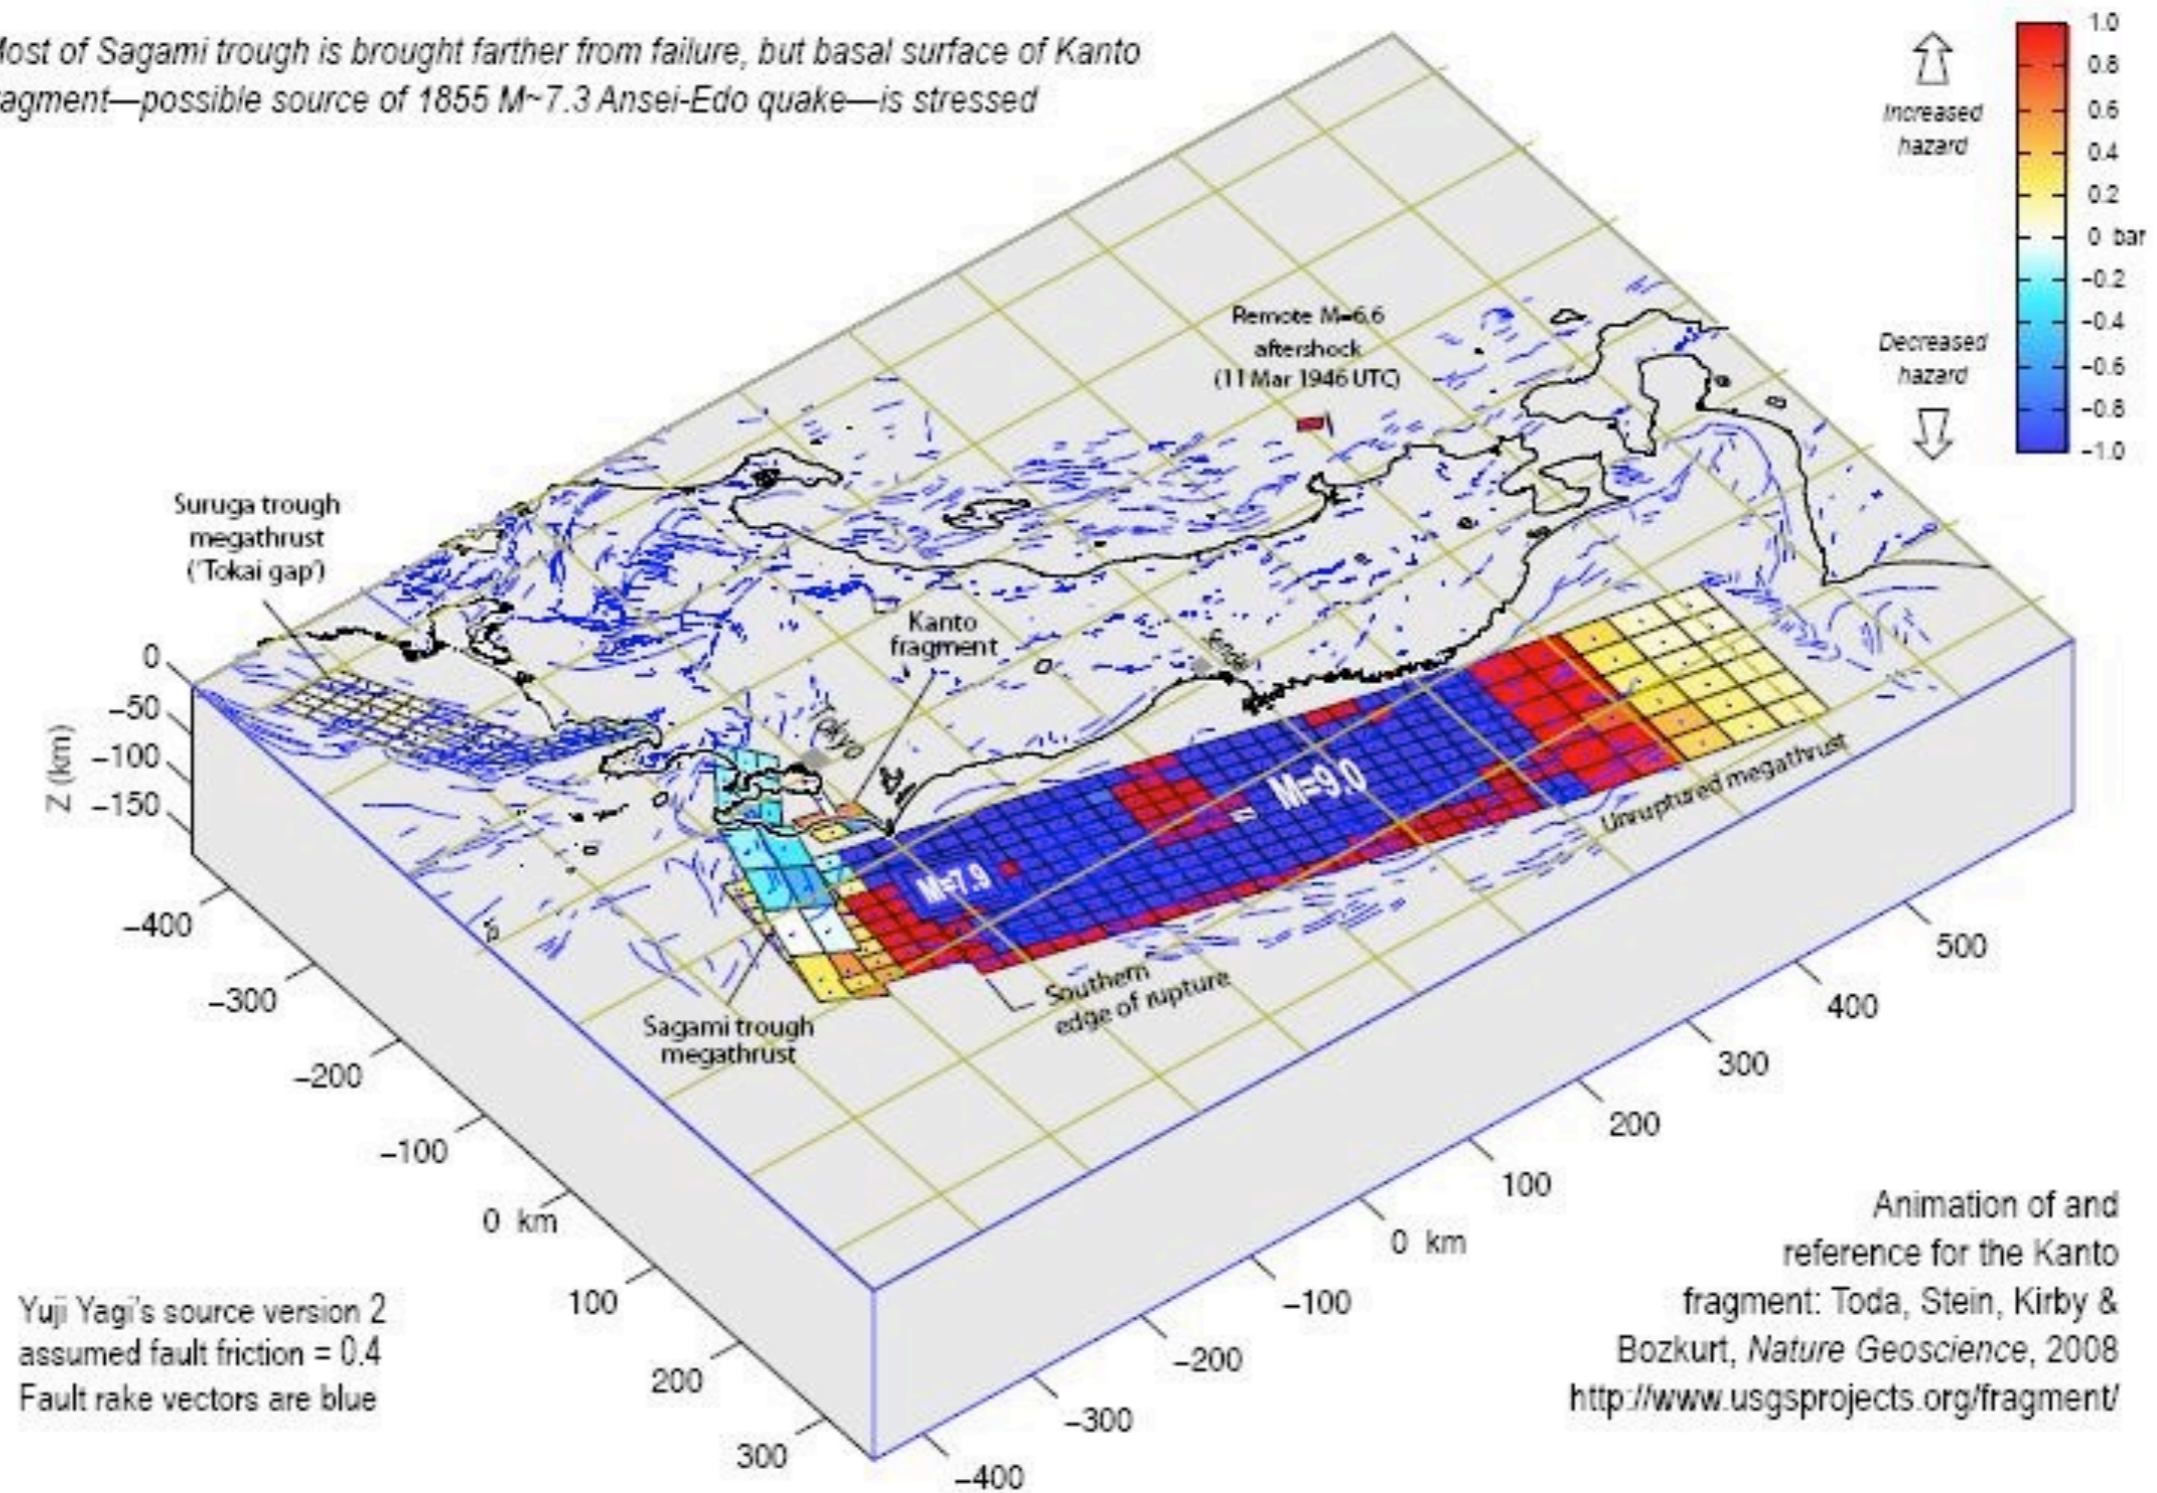 Most of Sagami trough is brought farther from failure, but basal surface of Kanto
ragment—possible source of 1855 M~7.3 Ansei-Edo quake—is stressed
1.0
0.8
0.6
0.4
0.2
0 bar
−0.2
−0.4
−0.6
−0.8
−1.0
Increased
hazard
Decreased
hazard
Remote M=6.6
aftershock
(11 Mar 1946 UTC)
Suruga trough
megathrust
('Tokai gap')
Kanto
fragment
Sendai
Tokyo
M=9.0
M=7.9
Unruptured megathrust
Southern
edge of rupture
Sagami trough
megathrust
Z (km)
0
−50
−100
−150
−400
−300
−200
−100
0 km
100
200
300
−400
−300
−200
−100
0 km
100
200
300
400
500
Yuji Yagi's source version 2
assumed fault friction = 0.4
Fault rake vectors are blue
Animation of and
reference for the Kanto
fragment: Toda, Stein, Kirby &
Bozkurt, Nature Geoscience, 2008
http://www.usgsprojects.org/fragment/